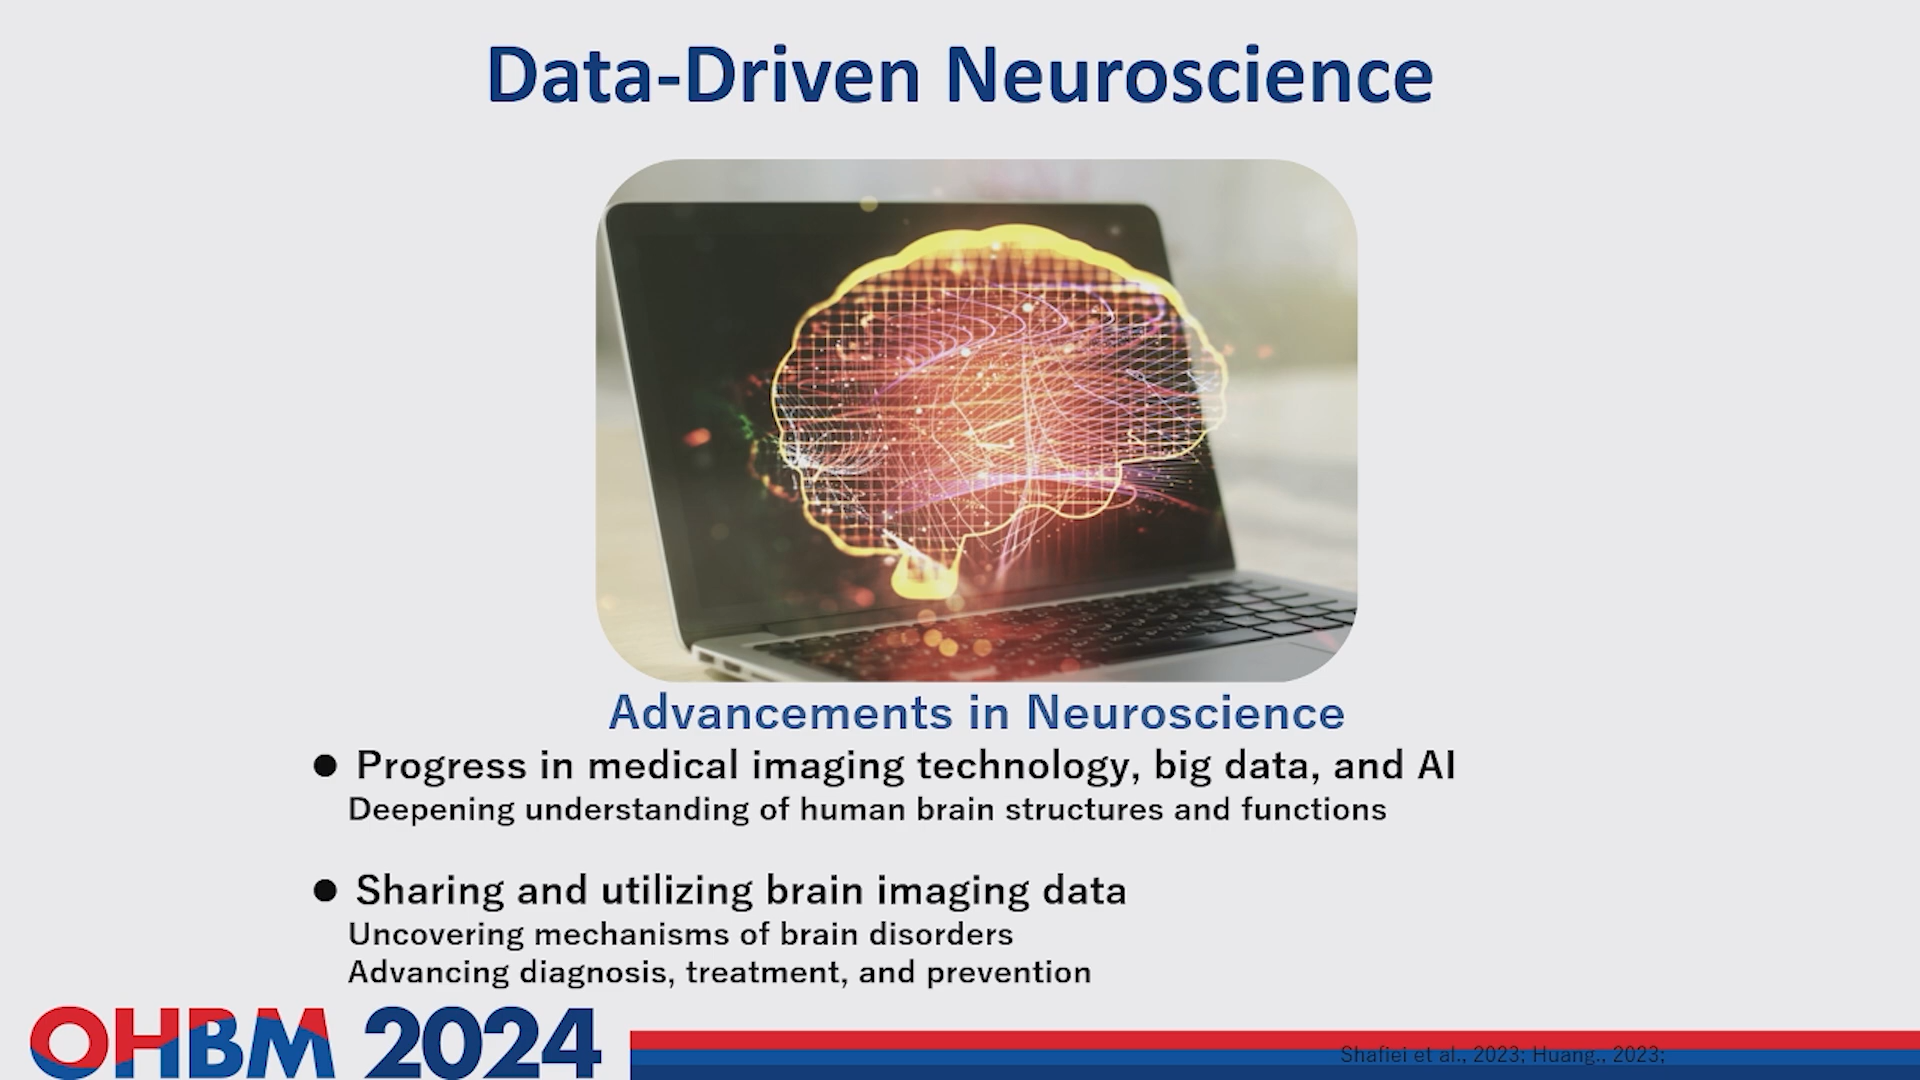 Data-Driven Neuroscience
Advancements in Neuroscience
● Progress in medical imaging technology, big data, and AI
Deepening understanding of human brain structures and functions
● Sharing and utilizing brain imaging data
Uncovering mechanisms of brain disorders
Advancing diagnosis, treatment, and prevention
OHBM 2024
Shafiei et al., 2023; Huang., 2023;